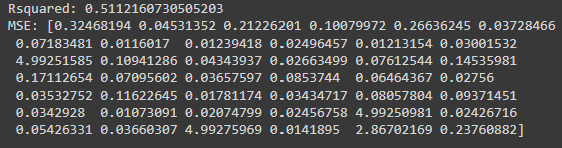 Rsquared: 0.5112160730505203
MSE: [0.32468194 0.04531352 0.21226201 0.10079972 0.26636245 0.03728466
0.07183481 0.0116017 0.01239418 0.02496457 0.01213154 0.03001532
4.99251585 0.10941286 0.04343937 0.02663499 0.07612544 0.14535981
0.17112654 0.07095602 0.03657597 0.0853744 0.06464367 0.02756
0.03532752 0.11622645 0.01781174 0.03434717 0.08057804 0.09371451
0.0342928 0.01073091 0.02074799 0.02456758 4.99250981 0.02426716
0.05426331 0.03660307 4.99275969 0.0141895 2.86702169 0.23760882]